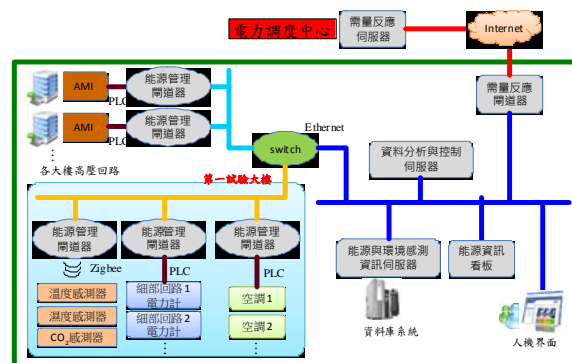 電力調度中心
需量反應
伺服器
Internet
AMI
PLC
能源管理
閘道器
需量反應
閘道器
AMI
PLC
能源管理
閘道器
Ethernet
switch
⋮
各大樓高壓回路
資料分析與控制
伺服器
第一試驗大樓
能源管理
閘道器
能源管理
閘道器
能源管理
閘道器
能源與環境感測
資訊伺服器
能源資訊
看板
Zigbee
PLC
PLC
溫度感測器
濕度感測器
CO2感測器
細部回路1
電力計
細部回路2
電力計
⋮
空調1
空調2
⋮
資料庫系統
人機界面